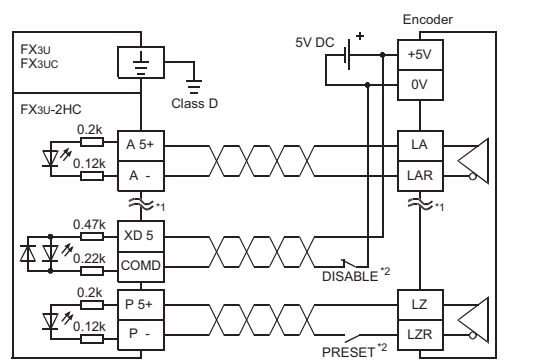 Encoder
5V DC
+
+5V
0V
FX3U
FX3UC
Class D
FX3U-2HC
0.2k
A 5+
LA
0.12k
A -
LAR
*1
*1
0.47k
XD 5
0.22k
COMD
DISABLE*2
0.2k
P 5+
LZ
0.12k
P -
LZR
PRESET*2